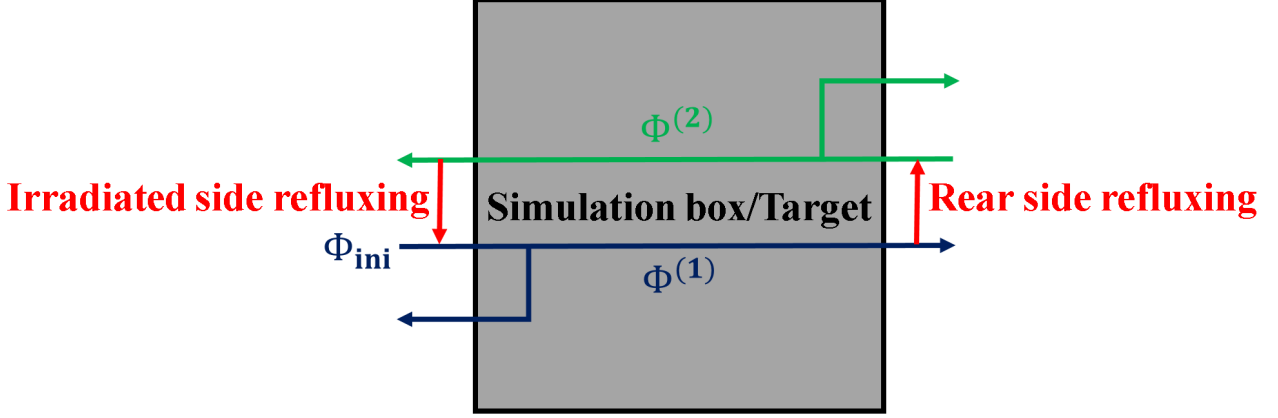 Φ^(2)
Irradiated side refluxing
Simulation box/Target
Rear side refluxing
Φ_ini
Φ^(1)